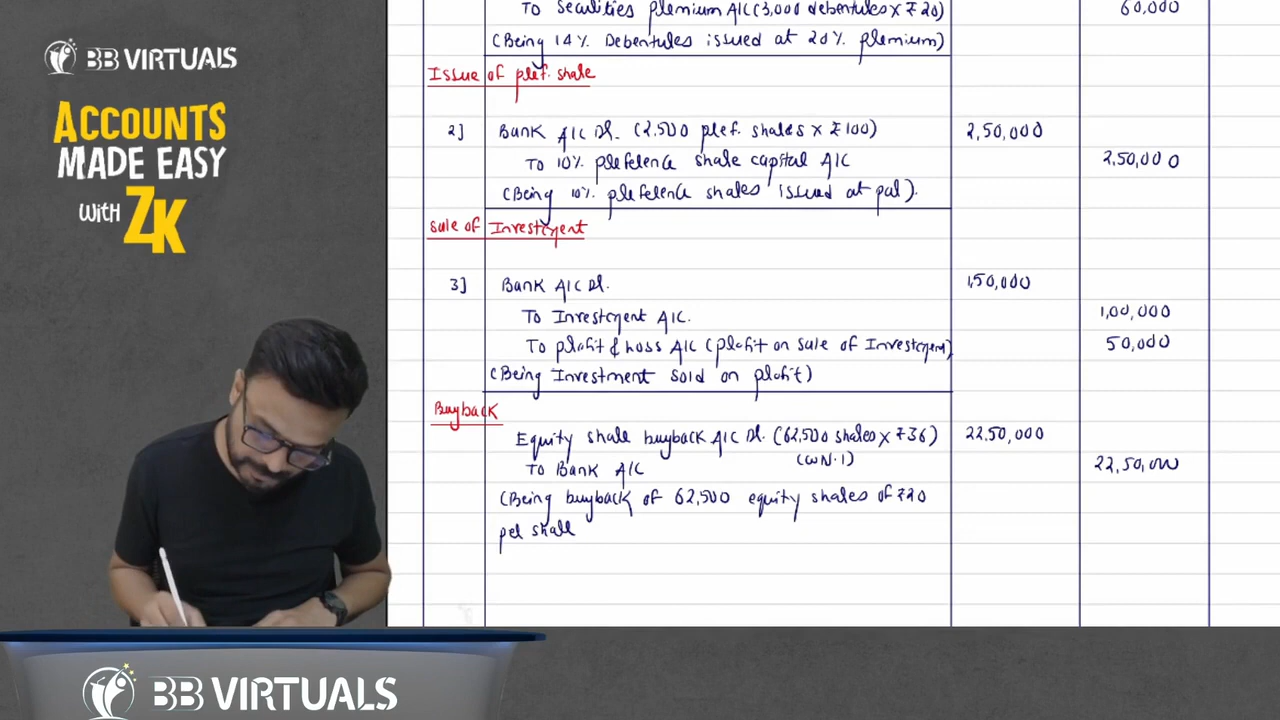 BB VIRTUALS
ACCOUNTS
MADE EASY
WITH ZK
To Securities premium A/C (3,000 debentures x ₹20) 60,000
(Being 14% Debentures issued at 20% premium)
Issue of pref. share
2] Bank A/C Dr. (2,500 pref. shares x ₹100) 2,50,000
To 10% preference share capital A/C 2,50,000
(Being 10% preference shares issued at par).
Sale of Investment
3] Bank A/C Dr. 1,50,000
To Investment A/C. 1,00,000
To profit & Loss A/C (profit on sale of Investment) 50,000
(Being Investment sold on profit)
Buyback
Equity share buyback A/C Dr. (62,500 shares x ₹36) 22,50,000
(WN.1)
To Bank A/C 22,50,000
(Being buyback of 62,500 equity shares of ₹20
per share
BB VIRTUALS